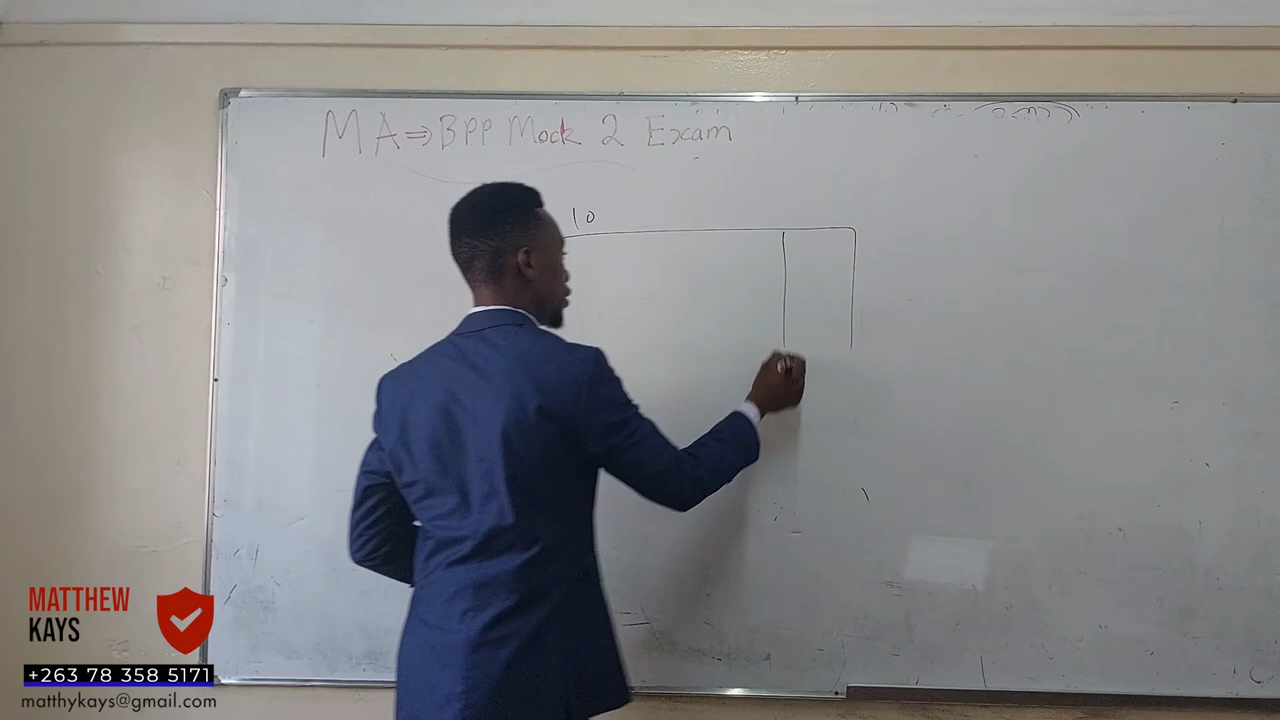 MA⇒BPP Mock 2 Exam
10
MATTHEW
KAYS
+263 78 358 5171
matthykays@gmail.com